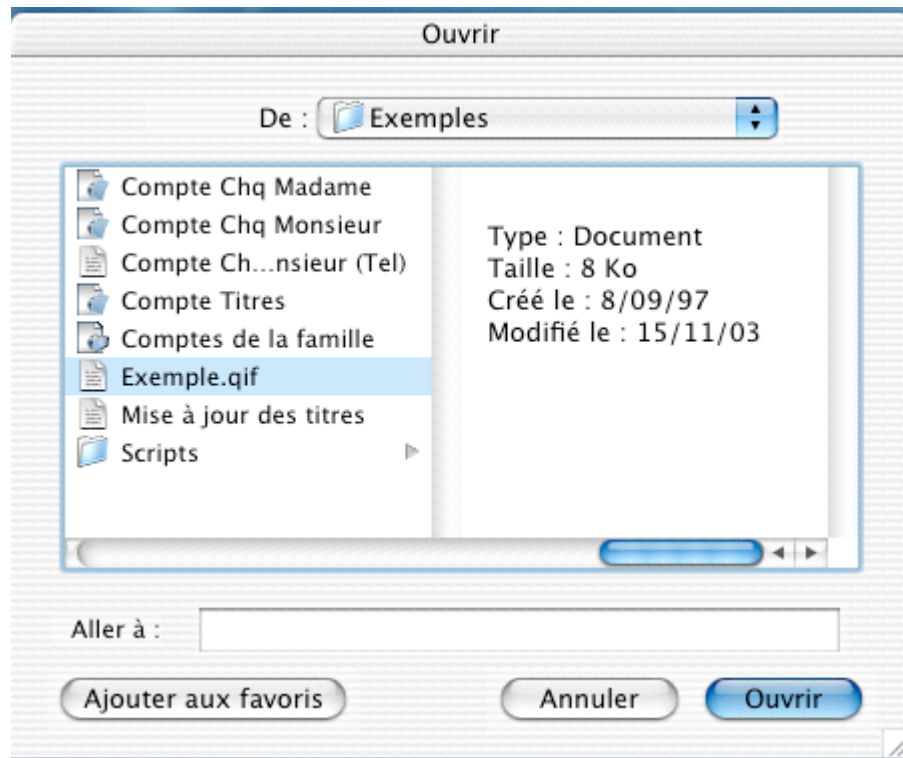 Ouvrir
De : Exemples
Compte Chq Madame
Compte Chq Monsieur
Compte Ch...nsieur (Tel)
Compte Titres
Comptes de la famille
Exemple.qif
Mise à jour des titres
Scripts
Type : Document
Taille : 8 Ko
Créé le : 8/09/97
Modifié le : 15/11/03
Aller à :
Ajouter aux favoris
Annuler
Ouvrir